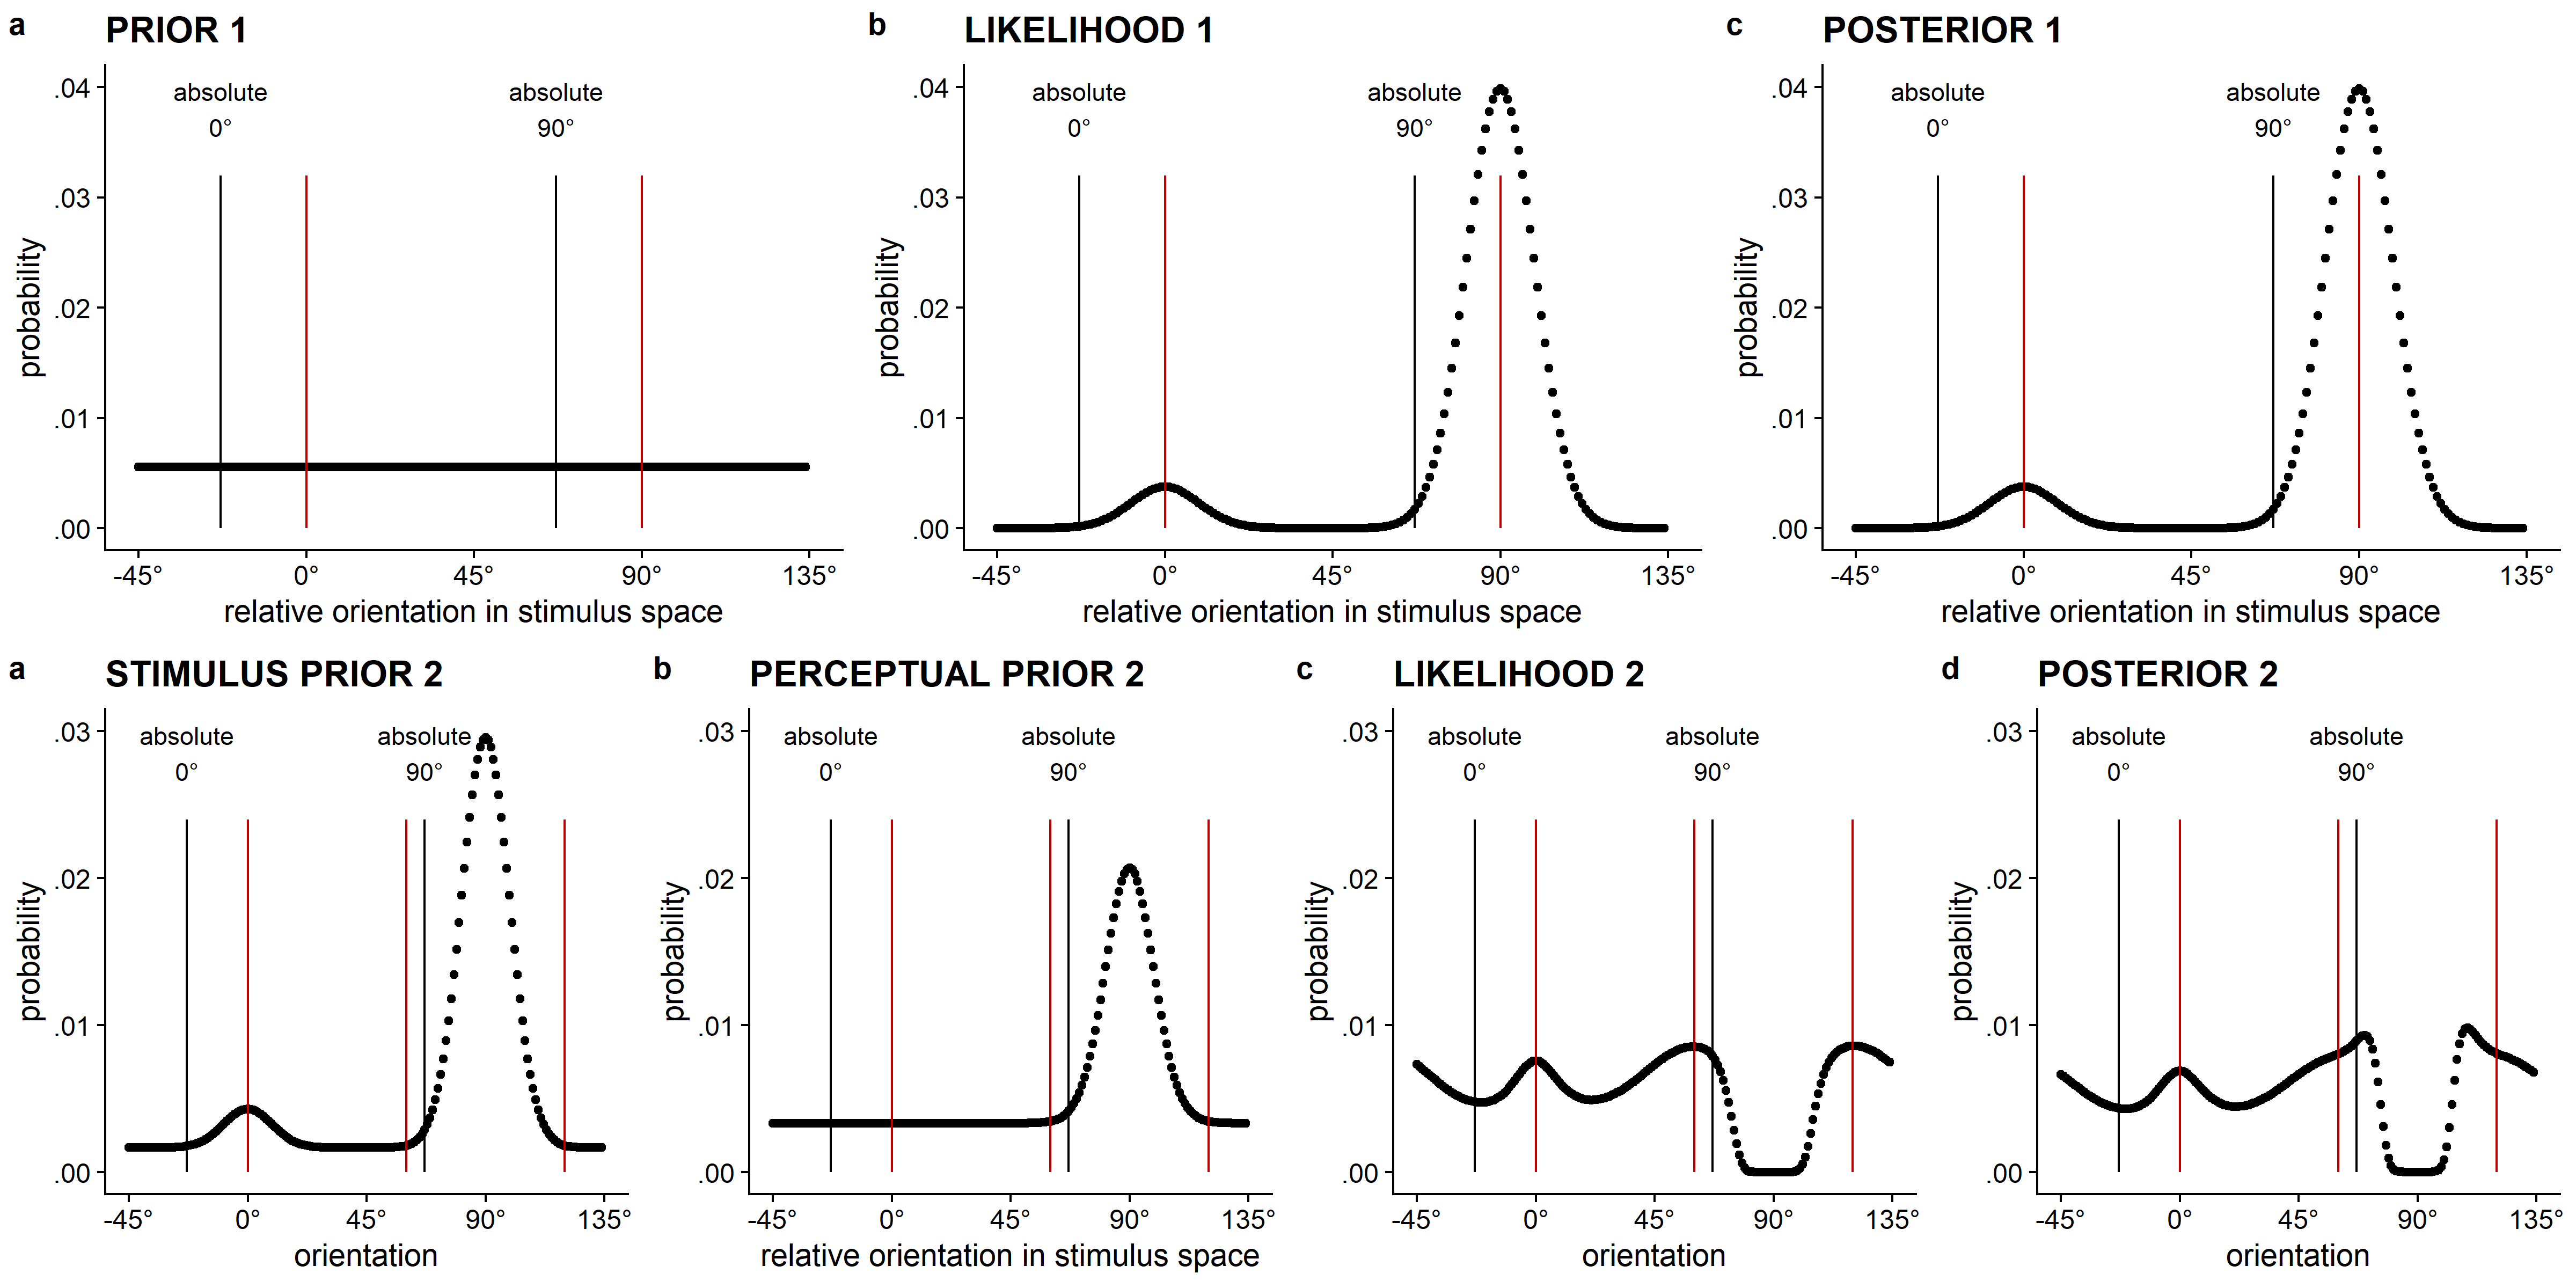 a PRIOR 1
.04
.03
.02
.01
.00
absolute
0°
absolute
90°
probability
-45° 0° 45° 90° 135°
relative orientation in stimulus space
b LIKELIHOOD 1
.04
.03
.02
.01
.00
absolute
0°
absolute
90°
probability
-45° 0° 45° 90° 135°
relative orientation in stimulus space
c POSTERIOR 1
.04
.03
.02
.01
.00
absolute
0°
absolute
90°
probability
-45° 0° 45° 90° 135°
relative orientation in stimulus space
a STIMULUS PRIOR 2
.03
.02
.01
.00
absolute
0°
absolute
90°
probability
-45° 0° 45° 90° 135°
orientation
b PERCEPTUAL PRIOR 2
.03
.02
.01
.00
absolute
0°
absolute
90°
probability
-45° 0° 45° 90° 135°
relative orientation in stimulus space
c LIKELIHOOD 2
.03
.02
.01
.00
absolute
0°
absolute
90°
probability
-45° 0° 45° 90° 135°
orientation
d POSTERIOR 2
.03
.02
.01
.00
absolute
0°
absolute
90°
probability
-45° 0° 45° 90° 135°
orientation